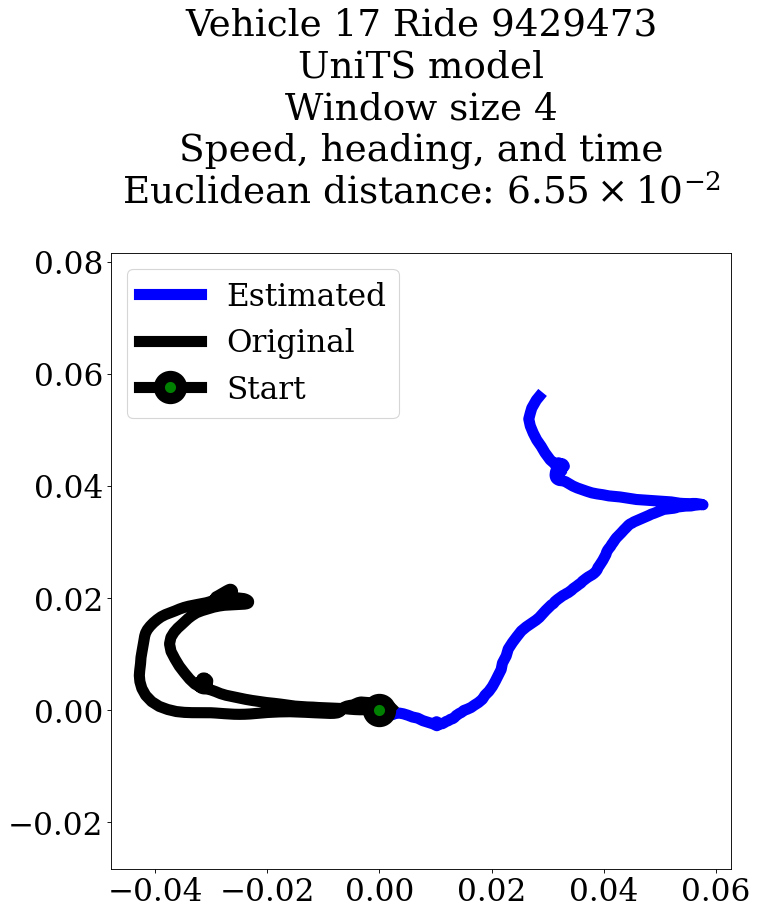 Vehicle 17 Ride 9429473
UniTS model
Window size 4
Speed, heading, and time
Euclidean distance: 6.55 × 10⁻²
0.08
Estimated
Original
Start
0.06
0.04
0.02
0.00
−0.02
−0.04 −0.02 0.00 0.02 0.04 0.06